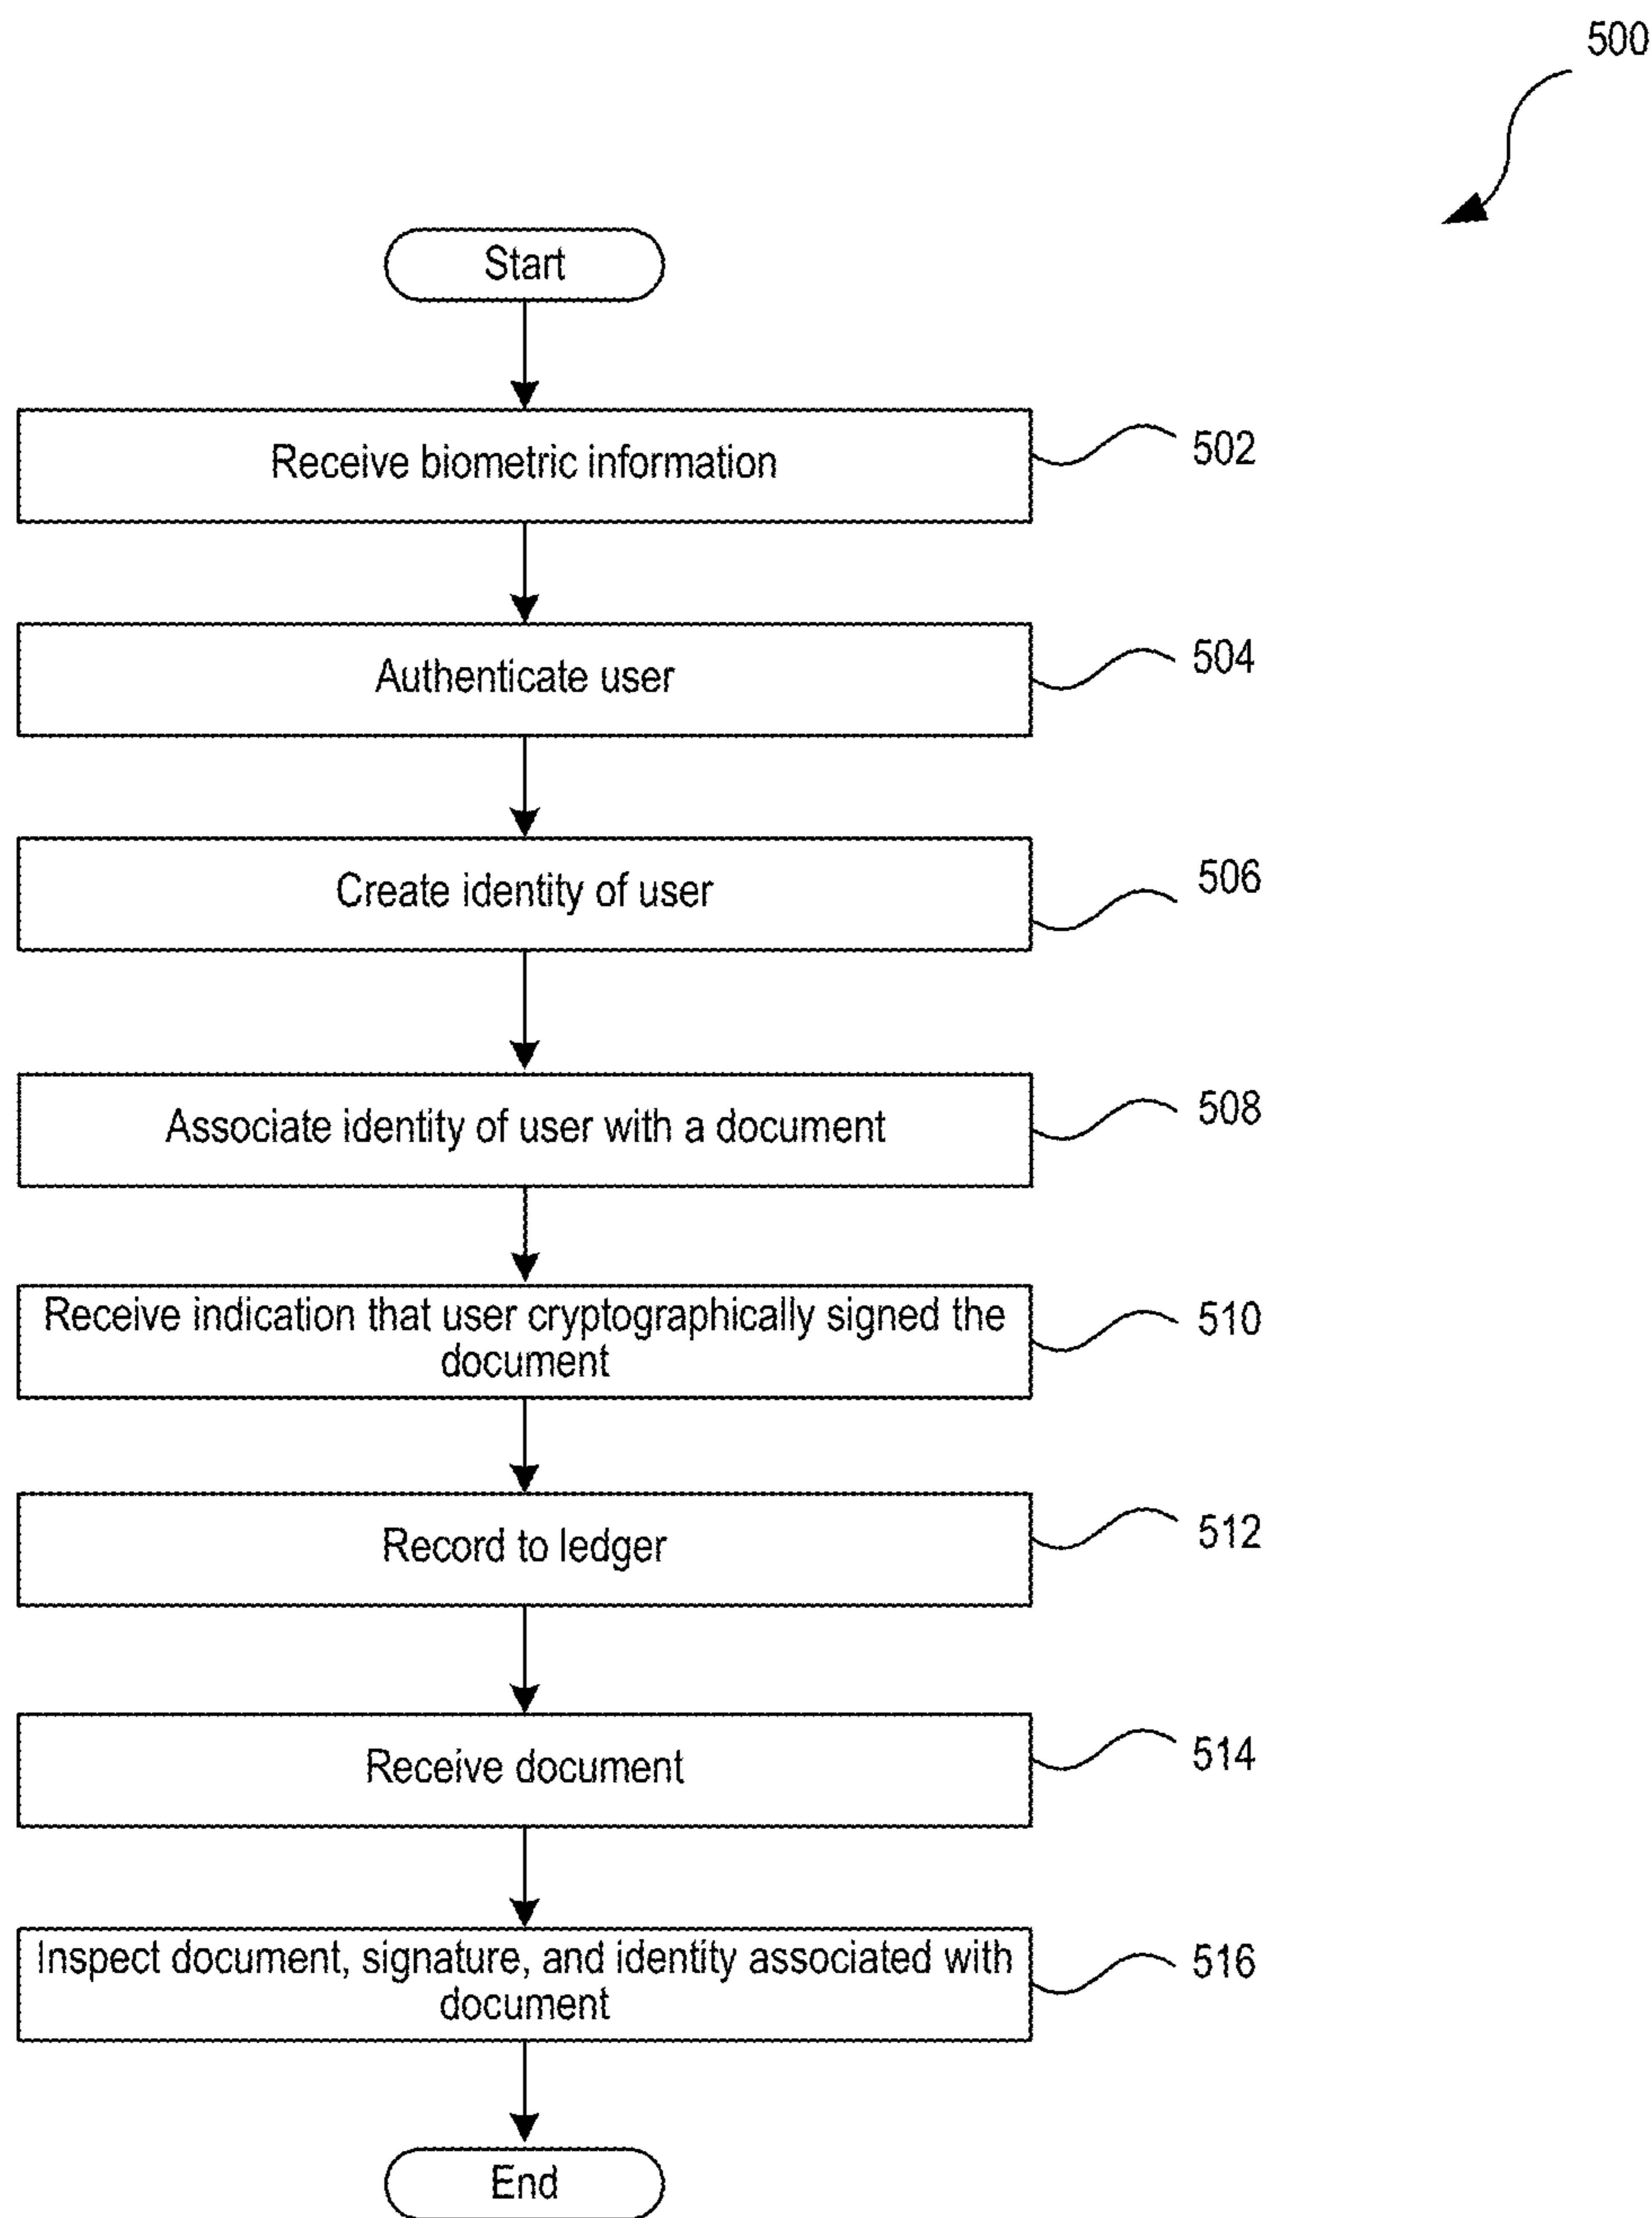 500
Start
Receive biometric information
502
Authenticate user
504
Create identity of user
506
Associate identity of user with a document
508
Receive indication that user cryptographically signed the
document
510
Record to ledger
512
Receive document
514
Inspect document, signature, and identity associated with
document
516
End